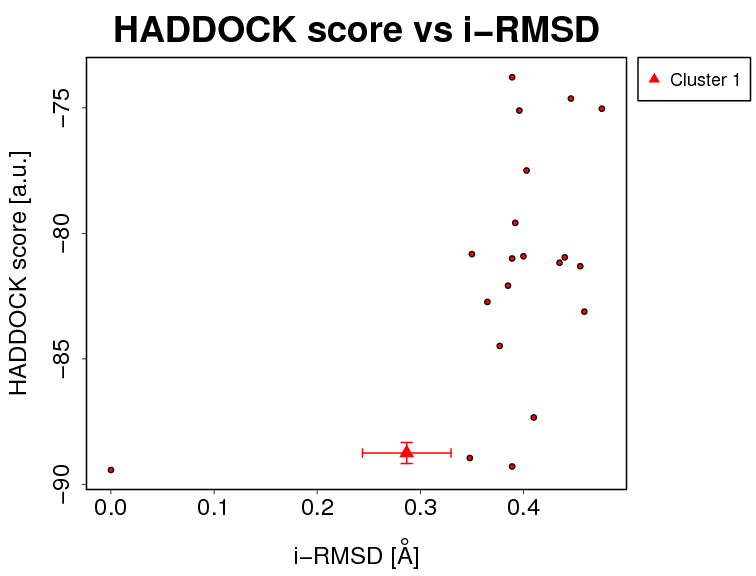 HADDOCK score vs i−RMSD
Cluster 1
HADDOCK score [a.u.]
−75
−80
−85
−90
0.0 0.1 0.2 0.3 0.4
i−RMSD [Å]